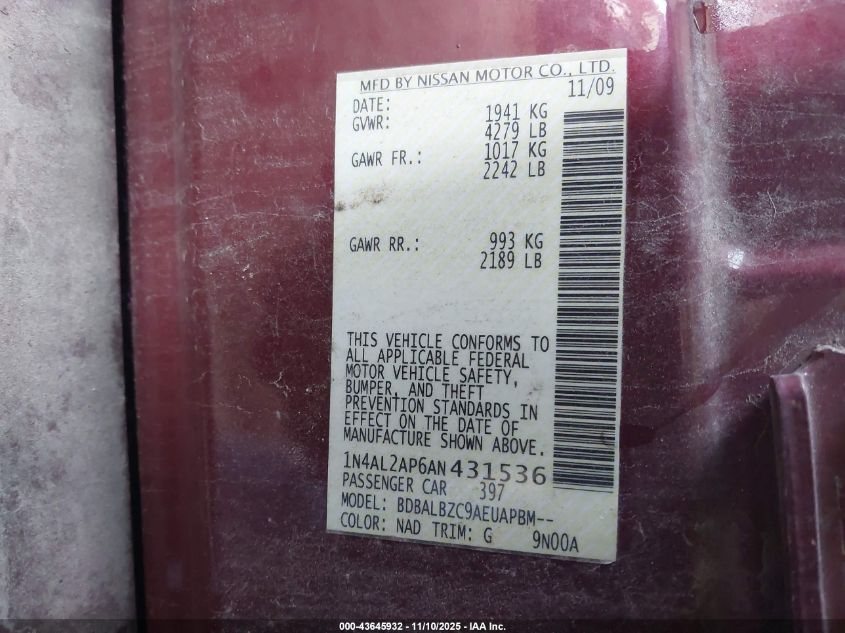 MFD BY NISSAN MOTOR CO., LTD.
DATE: 11/09
GVWR: 1941 KG
4279 LB
GAWR FR.: 1017 KG
2242 LB
GAWR RR.: 993 KG
2189 LB
THIS VEHICLE CONFORMS TO
ALL APPLICABLE FEDERAL
MOTOR VEHICLE SAFETY,
BUMPER, AND THEFT
PREVENTION STANDARDS IN
EFFECT ON THE DATE OF
MANUFACTURE SHOWN ABOVE.
1N4AL2AP6AN431536
PASSENGER CAR 397
MODEL: BDBALBZC9AEUAPBM--
COLOR: NAD TRIM: G 9N00A
000-43645932 - 11/10/2025 - IAA Inc.